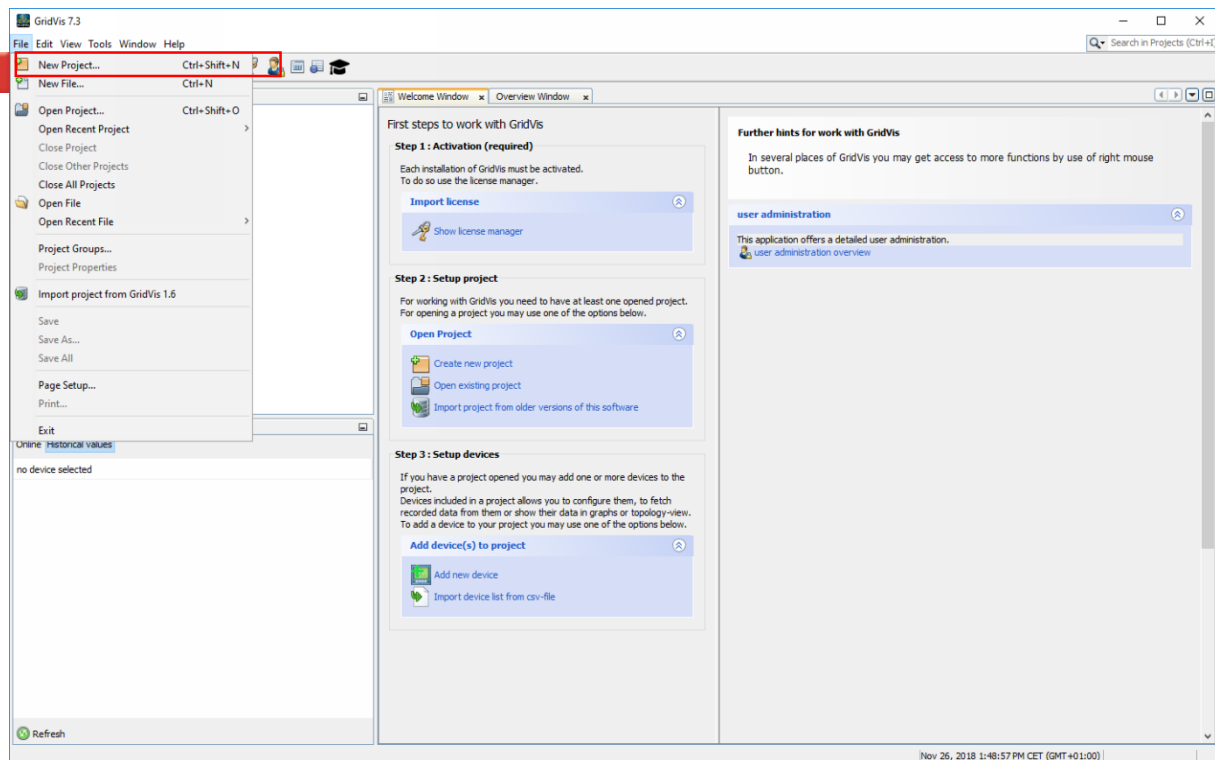 GridVis 7.3
File Edit View Tools Window Help
Search in Projects (Ctrl+I)
New Project... Ctrl+Shift+N
New File... Ctrl+N
Open Project... Ctrl+Shift+O
Open Recent Project
Close Project
Close Other Projects
Close All Projects
Open File
Open Recent File
Project Groups...
Project Properties
Import project from GridVis 1.6
Save
Save As...
Save All
Page Setup...
Print...
Exit
Online Historical values
no device selected
Refresh
Welcome Window x Overview Window x
First steps to work with GridVis
Step 1 : Activation (required)
Each installation of GridVis must be activated.
To do so use the license manager.
Import license
Show license manager
Step 2 : Setup project
For working with GridVis you need to have at least one opened project.
For opening a project you may use one of the options below.
Open Project
Create new project
Open existing project
Import project from older versions of this software
Step 3 : Setup devices
If you have a project opened you may add one or more devices to the
project.
Devices included in a project allows you to configure them, to fetch
recorded data from them or show their data in graphs or topology-view.
To add a device to your project you may use one of the options below.
Add device(s) to project
Add new device
Import device list from csv-file
Further hints for work with GridVis
In several places of GridVis you may get access to more functions by use of right mouse
button.
user administration
This application offers a detailed user administration.
user administration overview
Nov 26, 2018 1:48:57 PM CET (GMT+01:00)